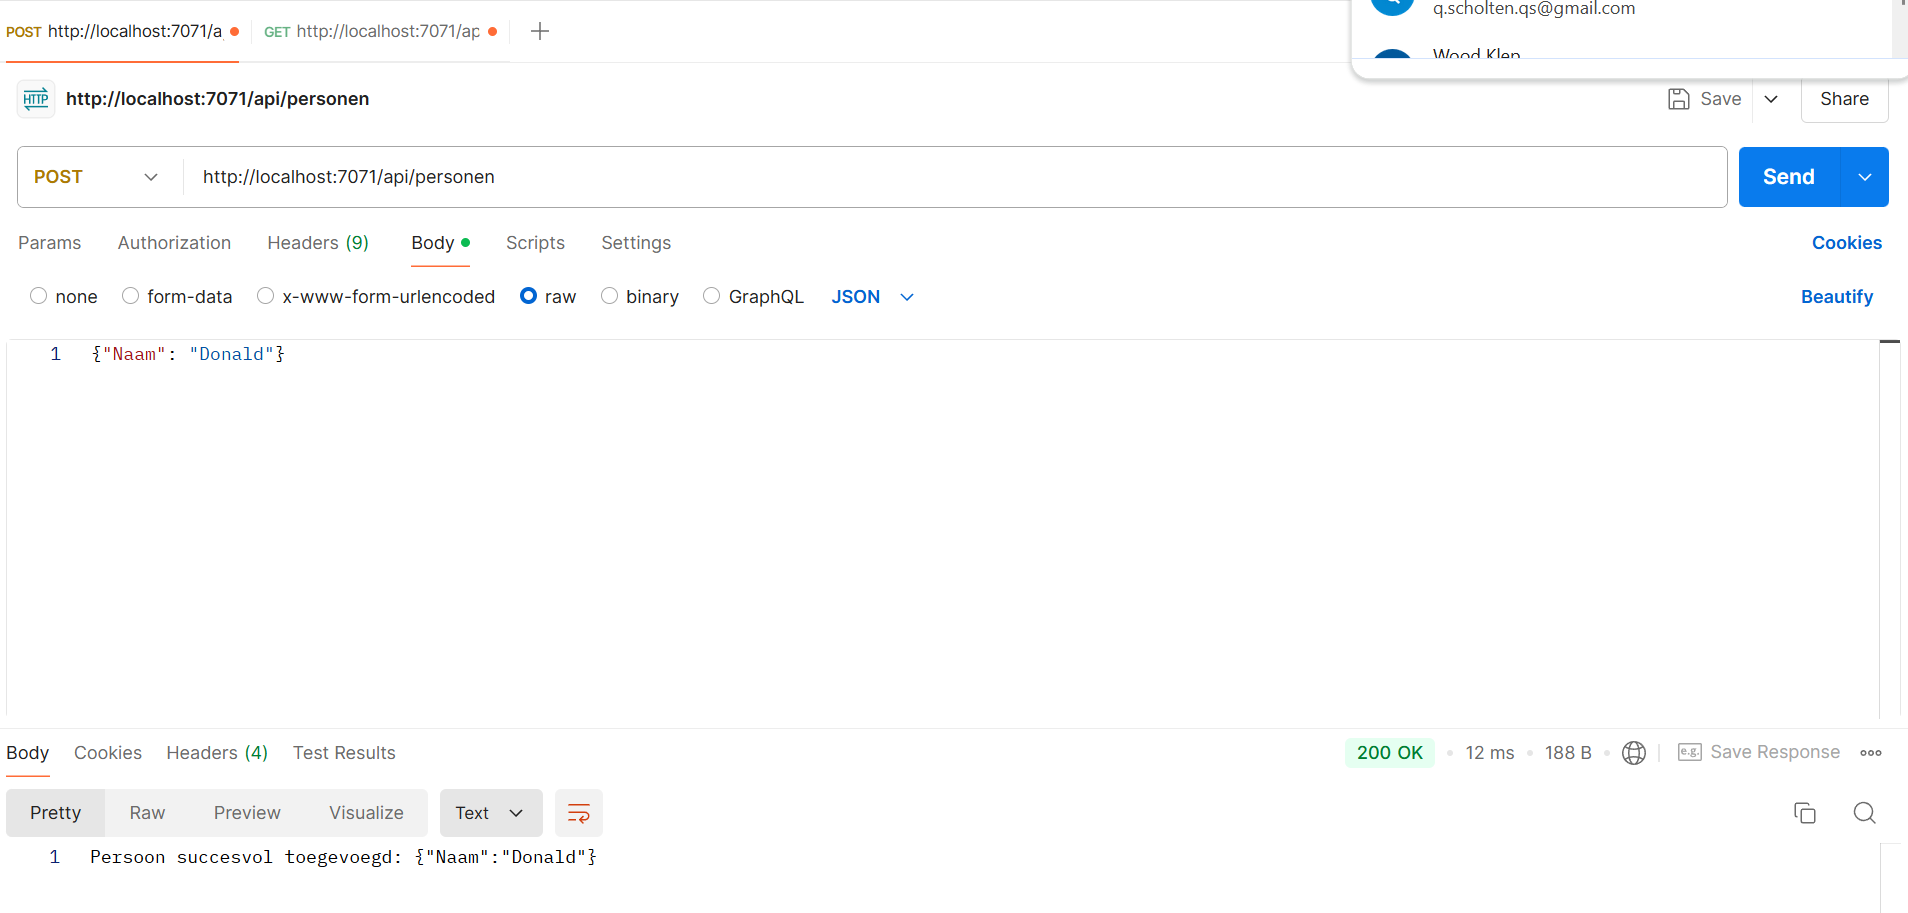 POST http://localhost:7071/a GET http://localhost:7071/ap
q.scholten.qs@gmail.com
Wood Klep
HTTP http://localhost:7071/api/personen Save Share
POST http://localhost:7071/api/personen Send
Params Authorization Headers (9) Body Scripts Settings Cookies
none form-data x-www-form-urlencoded raw binary GraphQL JSON Beautify
1 {"Naam": "Donald"}
Body Cookies Headers (4) Test Results 200 OK 12 ms 188 B e.g. Save Response
Pretty Raw Preview Visualize Text
1 Persoon succesvol toegevoegd: {"Naam":"Donald"}